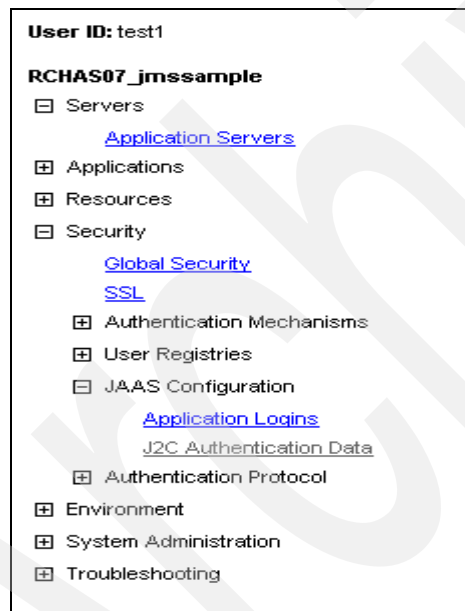 User ID: test1
RCHAS07_jmssample
Servers
Application Servers
Applications
Resources
Security
Global Security
SSL
Authentication Mechanisms
User Registries
JAAS Configuration
Application Logins
J2C Authentication Data
Authentication Protocol
Environment
System Administration
Troubleshooting